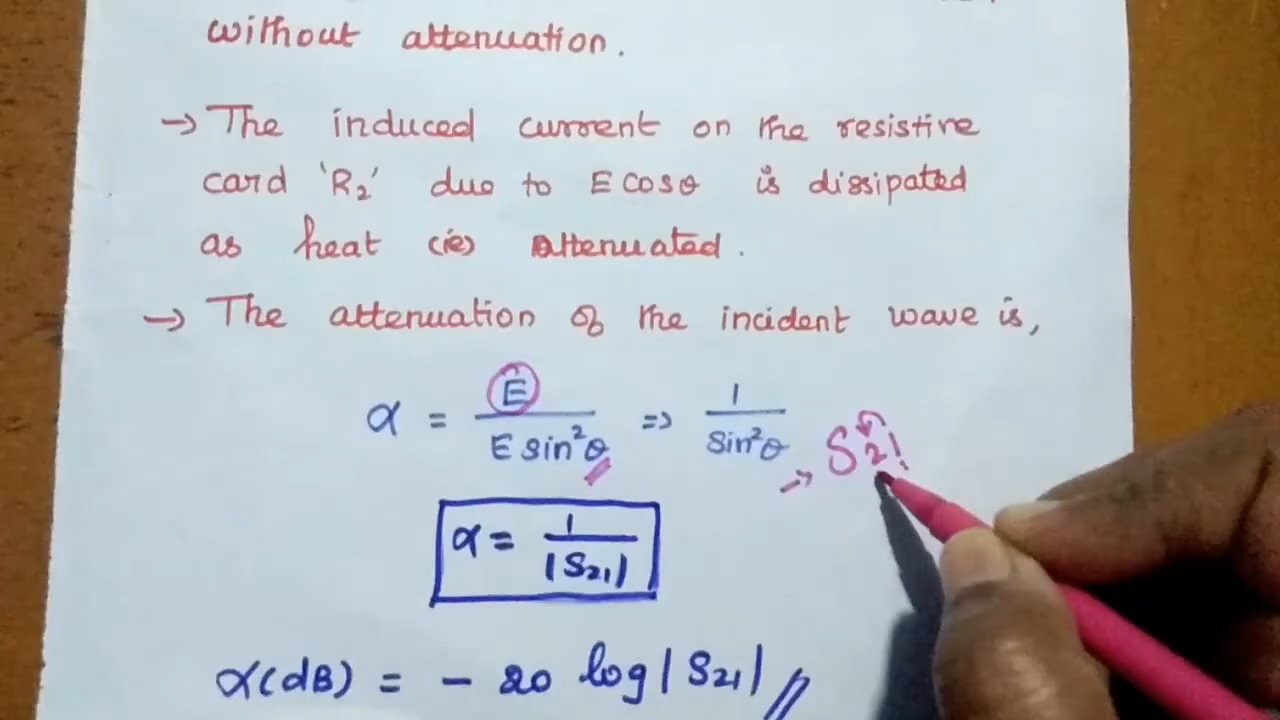 without attenuation.
→ The induced current on the resistive
card 'R₂' due to E cosθ is dissipated
as heat (ie) Attenuated.
→ The attenuation of the incident wave is,
α = E / E sin²θ => 1 / Sin²θ → S21
α = 1 / |S₂₁|
α(dB) = - 20 log|S₂₁| //